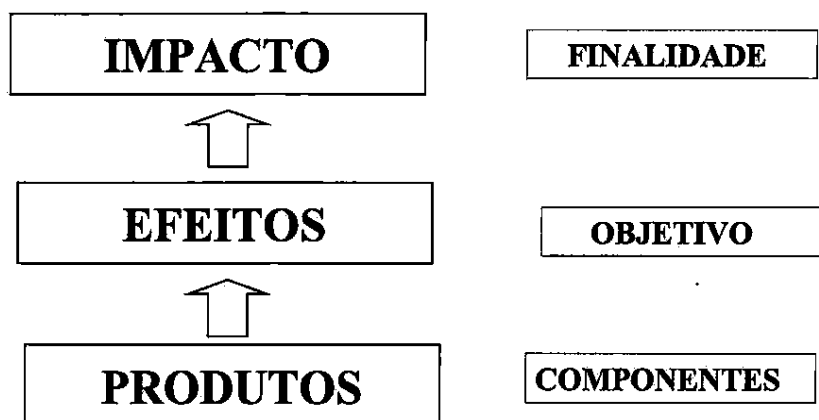 IMPACTO
FINALIDADE
EFEITOS
OBJETIVO
PRODUTOS
COMPONENTES